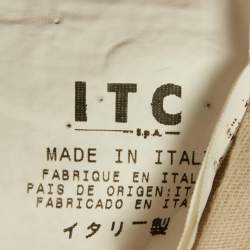 ITC
S.p.A.
MADE IN ITAL
FABRIQUE EN ITAL
PAIS DE ORIGEN:IT
FABRICADO EN ITA
イタリー製